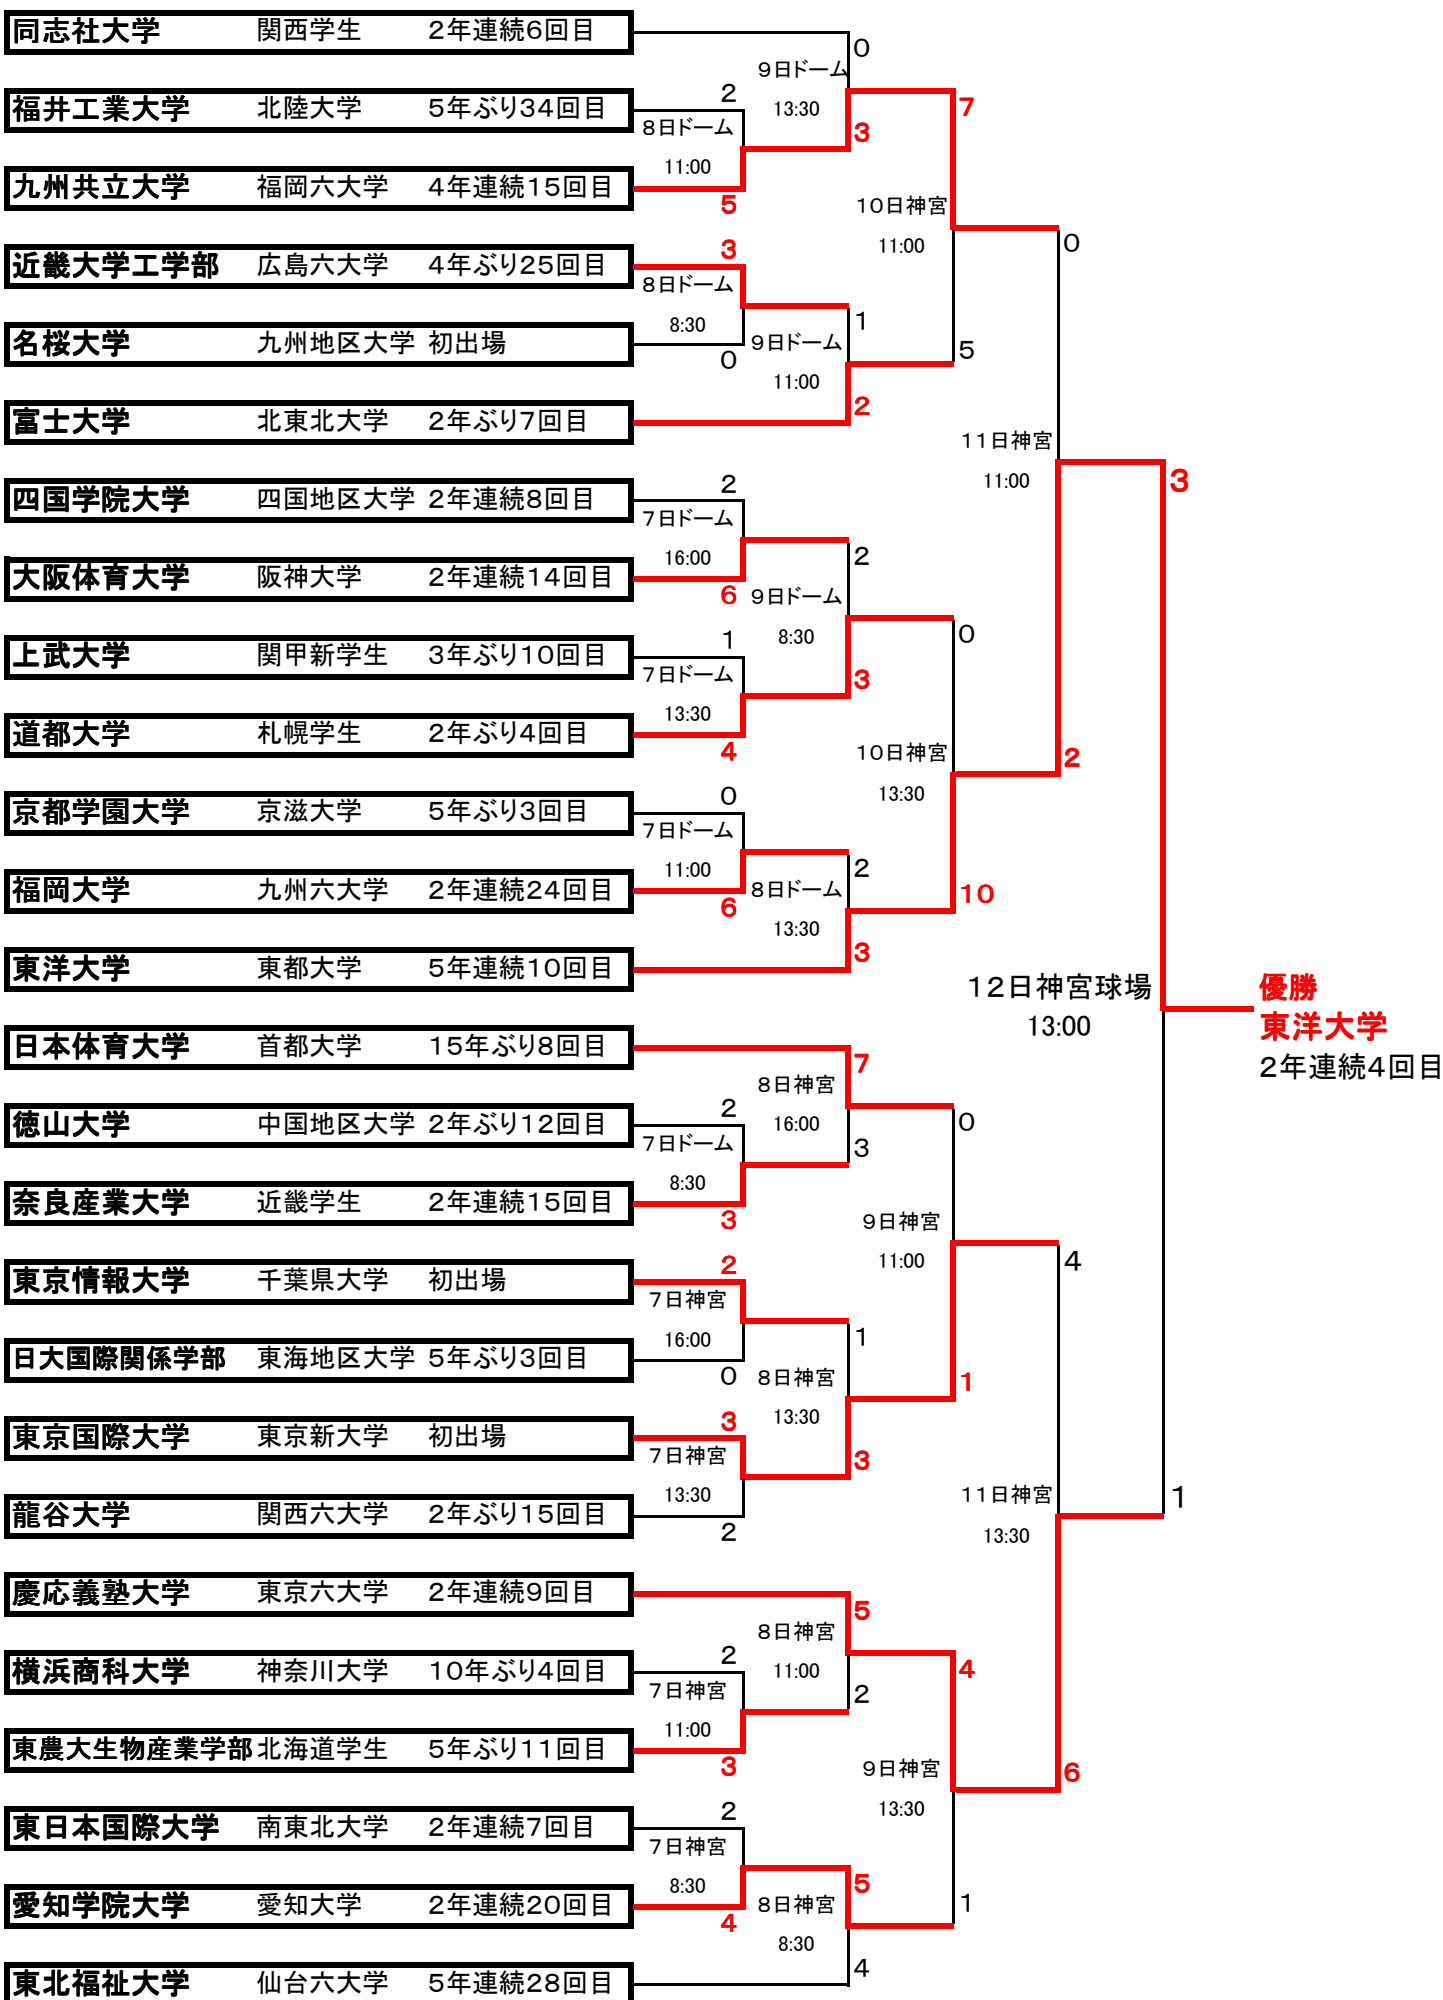 同志社大学 関西学生 2年連続6回目
0
9日ドーム
13:30
福井工業大学 北陸大学 5年ぶり34回目
2
7
8日ドーム
11:00
3
九州共立大学 福岡六大学 4年連続15回目
5
10日神宮
11:00
近畿大学工学部 広島六大学 4年ぶり25回目
3
0
8日ドーム
8:30
名桜大学 九州地区大学 初出場
0
1
9日ドーム
11:00
5
富士大学 北東北大学 2年ぶり7回目
2
11日神宮
11:00
3
四国学院大学 四国地区大学 2年連続8回目
2
7日ドーム
16:00
大阪体育大学 阪神大学 2年連続14回目
6
2
9日ドーム
8:30
上武大学 関甲新学生 3年ぶり10回目
1
0
7日ドーム
13:30
3
道都大学 札幌学生 2年ぶり4回目
4
10日神宮
13:30
2
京都学園大学 京滋大学 5年ぶり3回目
0
7日ドーム
11:00
福岡大学 九州六大学 2年連続24回目
6
2
8日ドーム
13:30
10
東洋大学 東都大学 5年連続10回目
3
12日神宮球場
13:00
優勝
東洋大学
2年連続4回目
日本体育大学 首都大学 15年ぶり8回目
7
8日神宮
16:00
徳山大学 中国地区大学 2年ぶり12回目
2
0
7日ドーム
8:30
3
奈良産業大学 近畿学生 2年連続15回目
3
9日神宮
11:00
東京情報大学 千葉県大学 初出場
2
4
7日神宮
16:00
日大国際関係学部 東海地区大学 5年ぶり3回目
0
1
8日神宮
13:30
1
東京国際大学 東京新大学 初出場
3
7日神宮
13:30
3
龍谷大学 関西六大学 2年ぶり15回目
2
11日神宮
13:30
1
慶応義塾大学 東京六大学 2年連続9回目
5
8日神宮
11:00
横浜商科大学 神奈川大学 10年ぶり4回目
2
4
7日神宮
11:00
2
東農大生物産業学部 北海道学生 5年ぶり11回目
3
9日神宮
13:30
6
東日本国際大学 南東北大学 2年連続7回目
2
7日神宮
8:30
愛知学院大学 愛知大学 2年連続20回目
4
5
8日神宮
8:30
1
東北福祉大学 仙台六大学 5年連続28回目
4